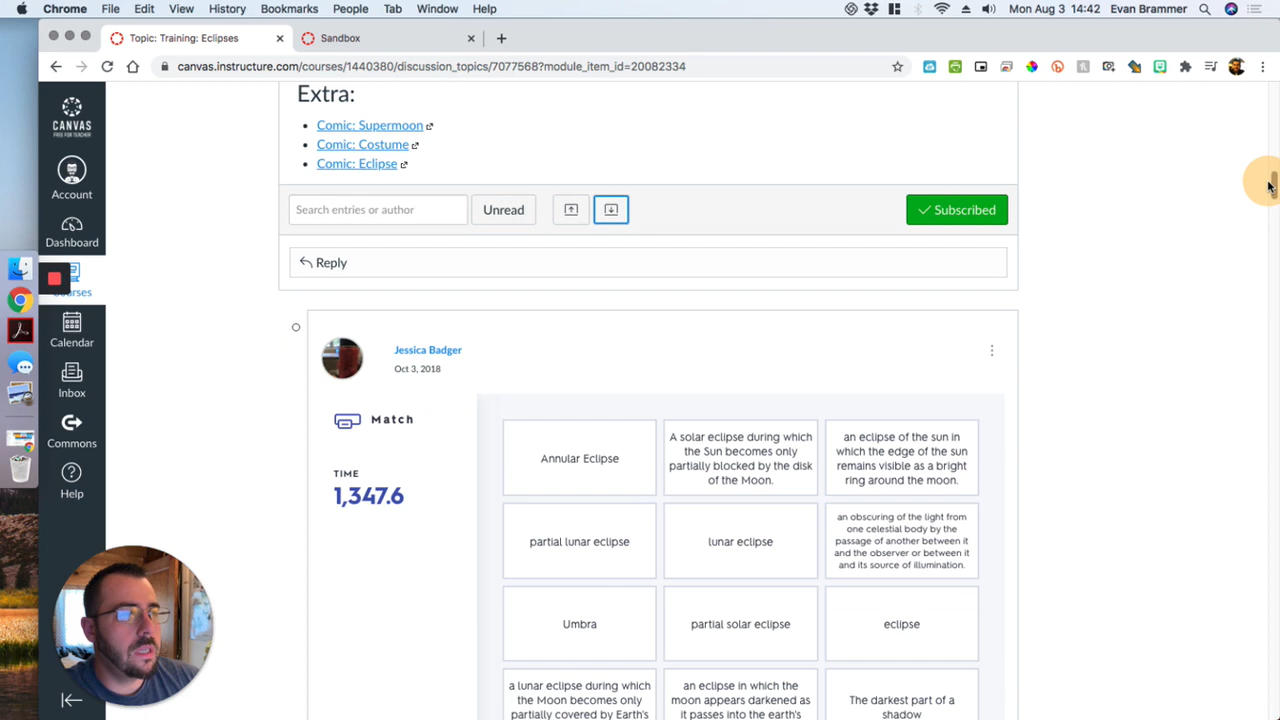 Chrome File Edit View History Bookmarks People Tab Window Help Mon Aug 3 14:42 Evan Brammer
Topic: Training: Eclipses
Sandbox
canvas.instructure.com/courses/1440380/discussion_topics/7077568?module_item_id=20082334
CANVAS
FREE FOR TEACHER
Account
Dashboard
Courses
Calendar
Inbox
Commons
Help
Extra:
Comic: Supermoon
Comic: Costume
Comic: Eclipse
Search entries or author
Unread
Subscribed
Reply
Jessica Badger
Oct 3, 2018
Match
TIME
1,347.6
Annular Eclipse
A solar eclipse during which
the Sun becomes only
partially blocked by the disk
of the Moon.
an eclipse of the sun in
which the edge of the sun
remains visible as a bright
ring around the moon.
partial lunar eclipse
lunar eclipse
an obscuring of the light from
one celestial body by the
passage of another between it
and the observer or between it
and its source of illumination.
Umbra
partial solar eclipse
eclipse
a lunar eclipse during which
the Moon becomes only
partially covered by Earth's
an eclipse in which the
moon appears darkened as
it passes into the earth's
The darkest part of a
shadow